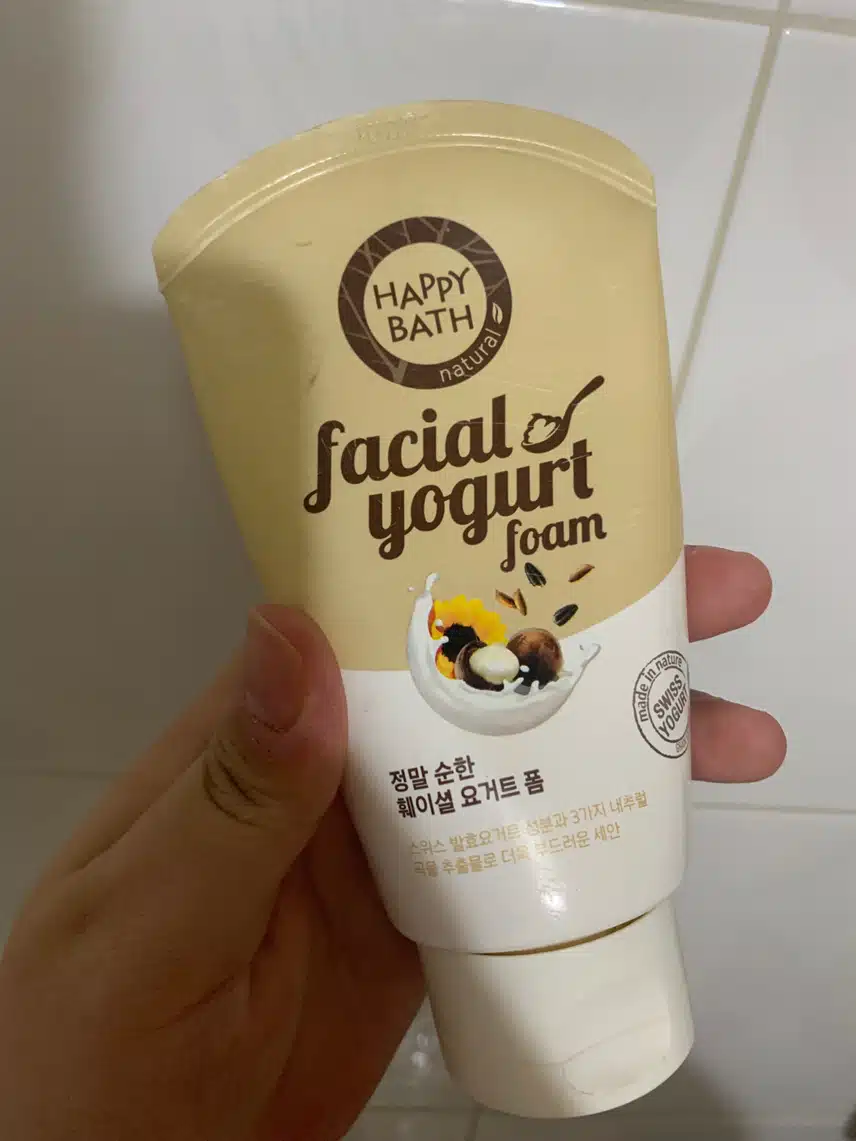 HAPPY
BATH
natural
facial
yogurt
foam
made in nature
SWISS
YOGURT
정말 순한
훼이셜 요거트 폼
스위스 발효요거트 성분과 3가지 내추럴
곡물 추출물로 더욱 부드러운 세안